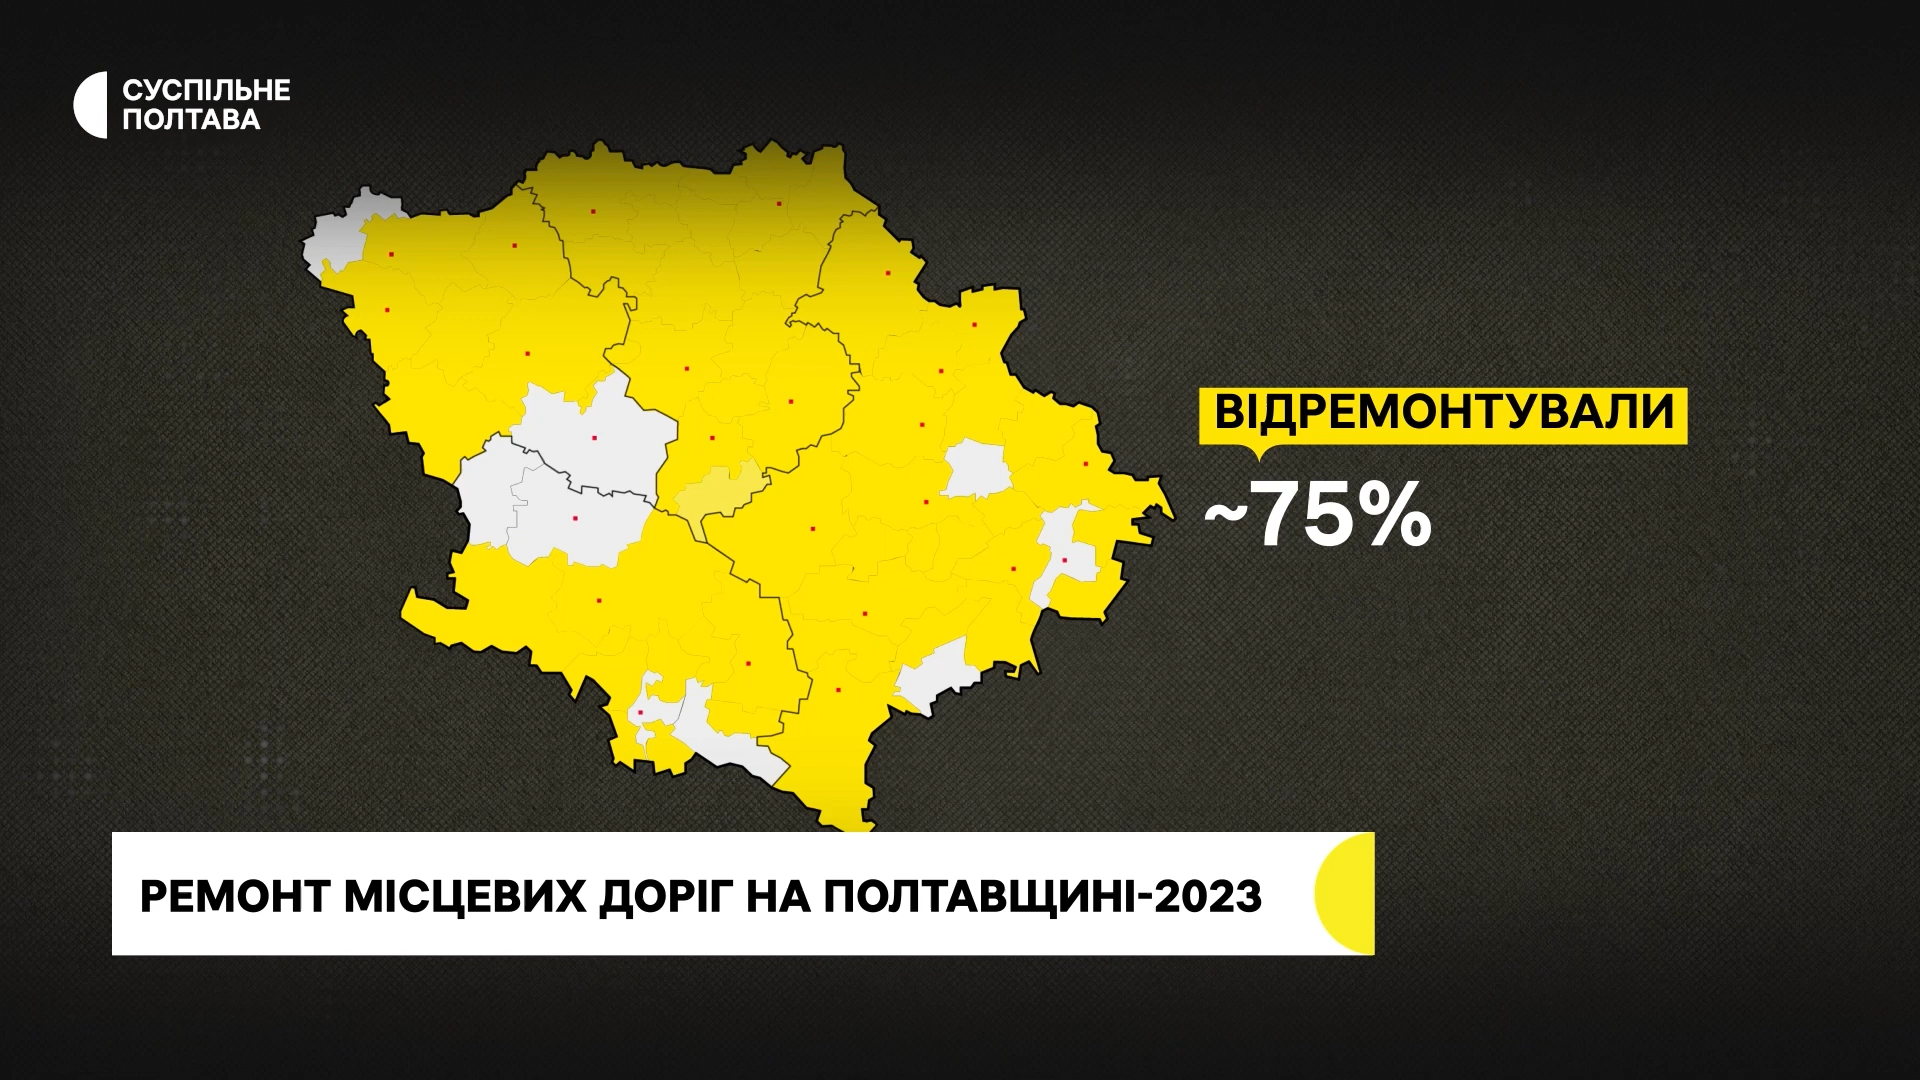 СУСПІЛЬНЕ
ПОЛТАВА
ВІДРЕМОНТУВАЛИ
~75%
РЕМОНТ МІСЦЕВИХ ДОРІГ НА ПОЛТАВЩИНІ-2023